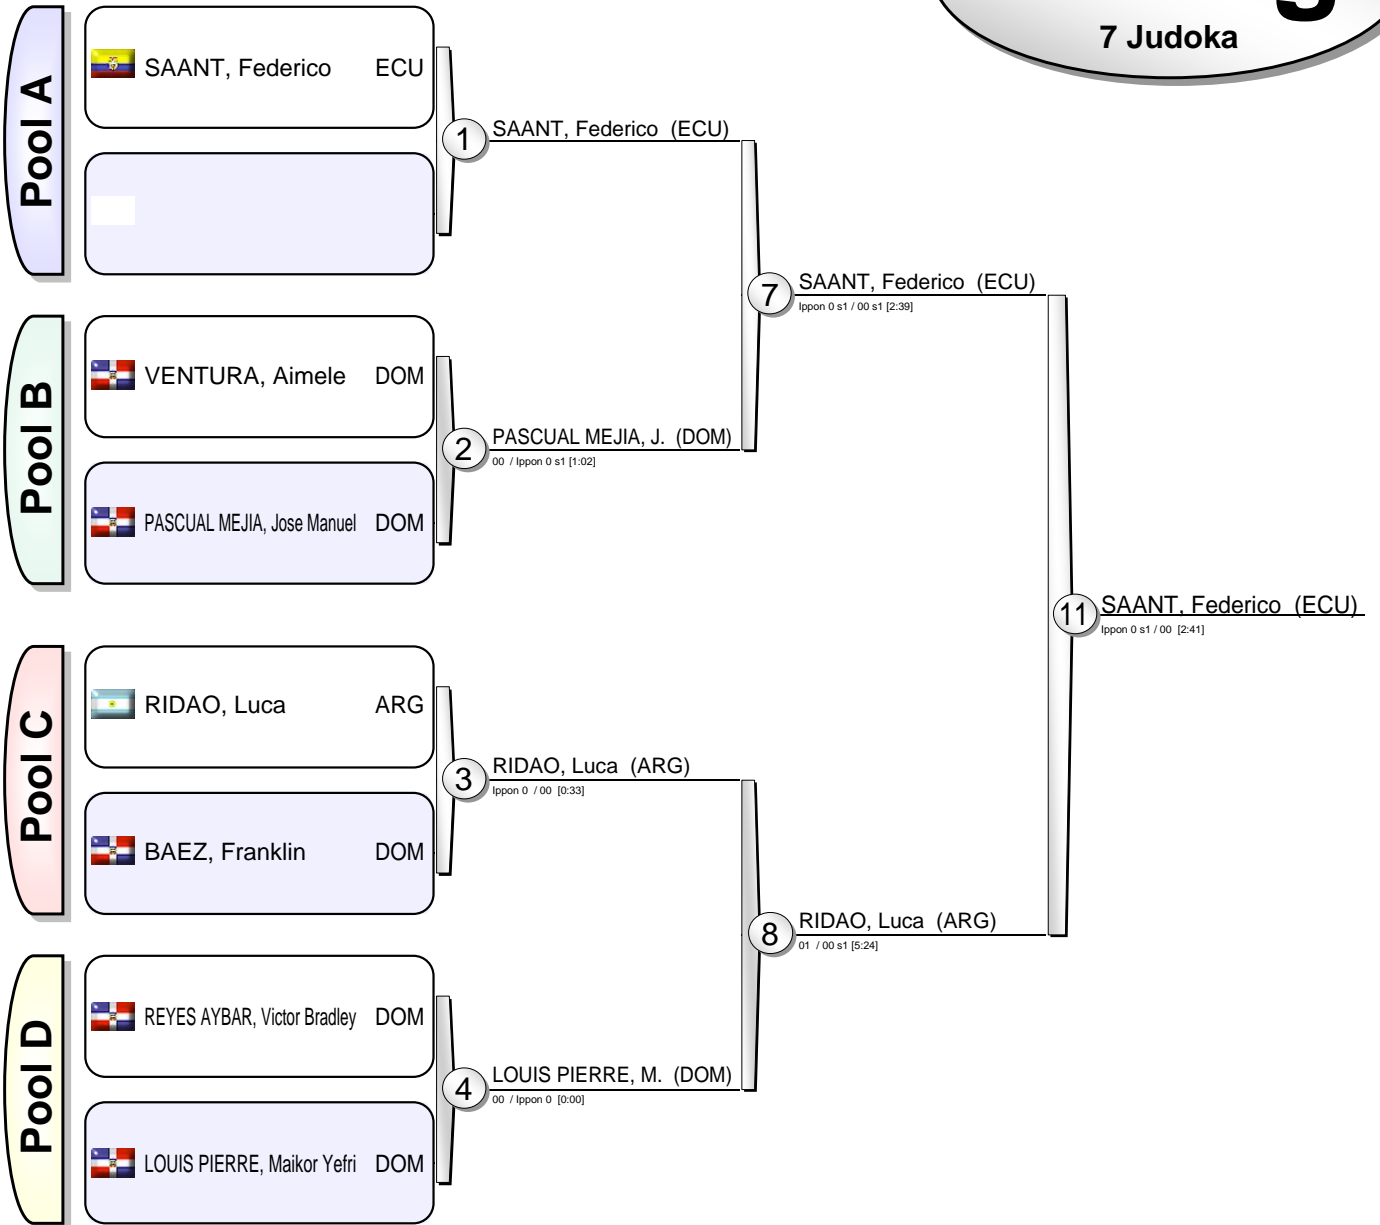 7 Judoka
Pool A
SAANT, Federico ECU
1 SAANT, Federico (ECU)
7 SAANT, Federico (ECU)
Ippon 0 s1 / 00 s1 [2:39]
Pool B
VENTURA, Aimele DOM
2 PASCUAL MEJIA, J. (DOM)
00 / Ippon 0 s1 [1:02]
PASCUAL MEJIA, Jose Manuel DOM
11 SAANT, Federico (ECU)
Ippon 0 s1 / 00 [2:41]
Pool C
RIDAO, Luca ARG
3 RIDAO, Luca (ARG)
Ippon 0 / 00 [0:33]
BAEZ, Franklin DOM
8 RIDAO, Luca (ARG)
01 / 00 s1 [5:24]
Pool D
REYES AYBAR, Victor Bradley DOM
4 LOUIS PIERRE, M. (DOM)
00 / Ippon 0 [0:00]
LOUIS PIERRE, Maikor Yefri DOM